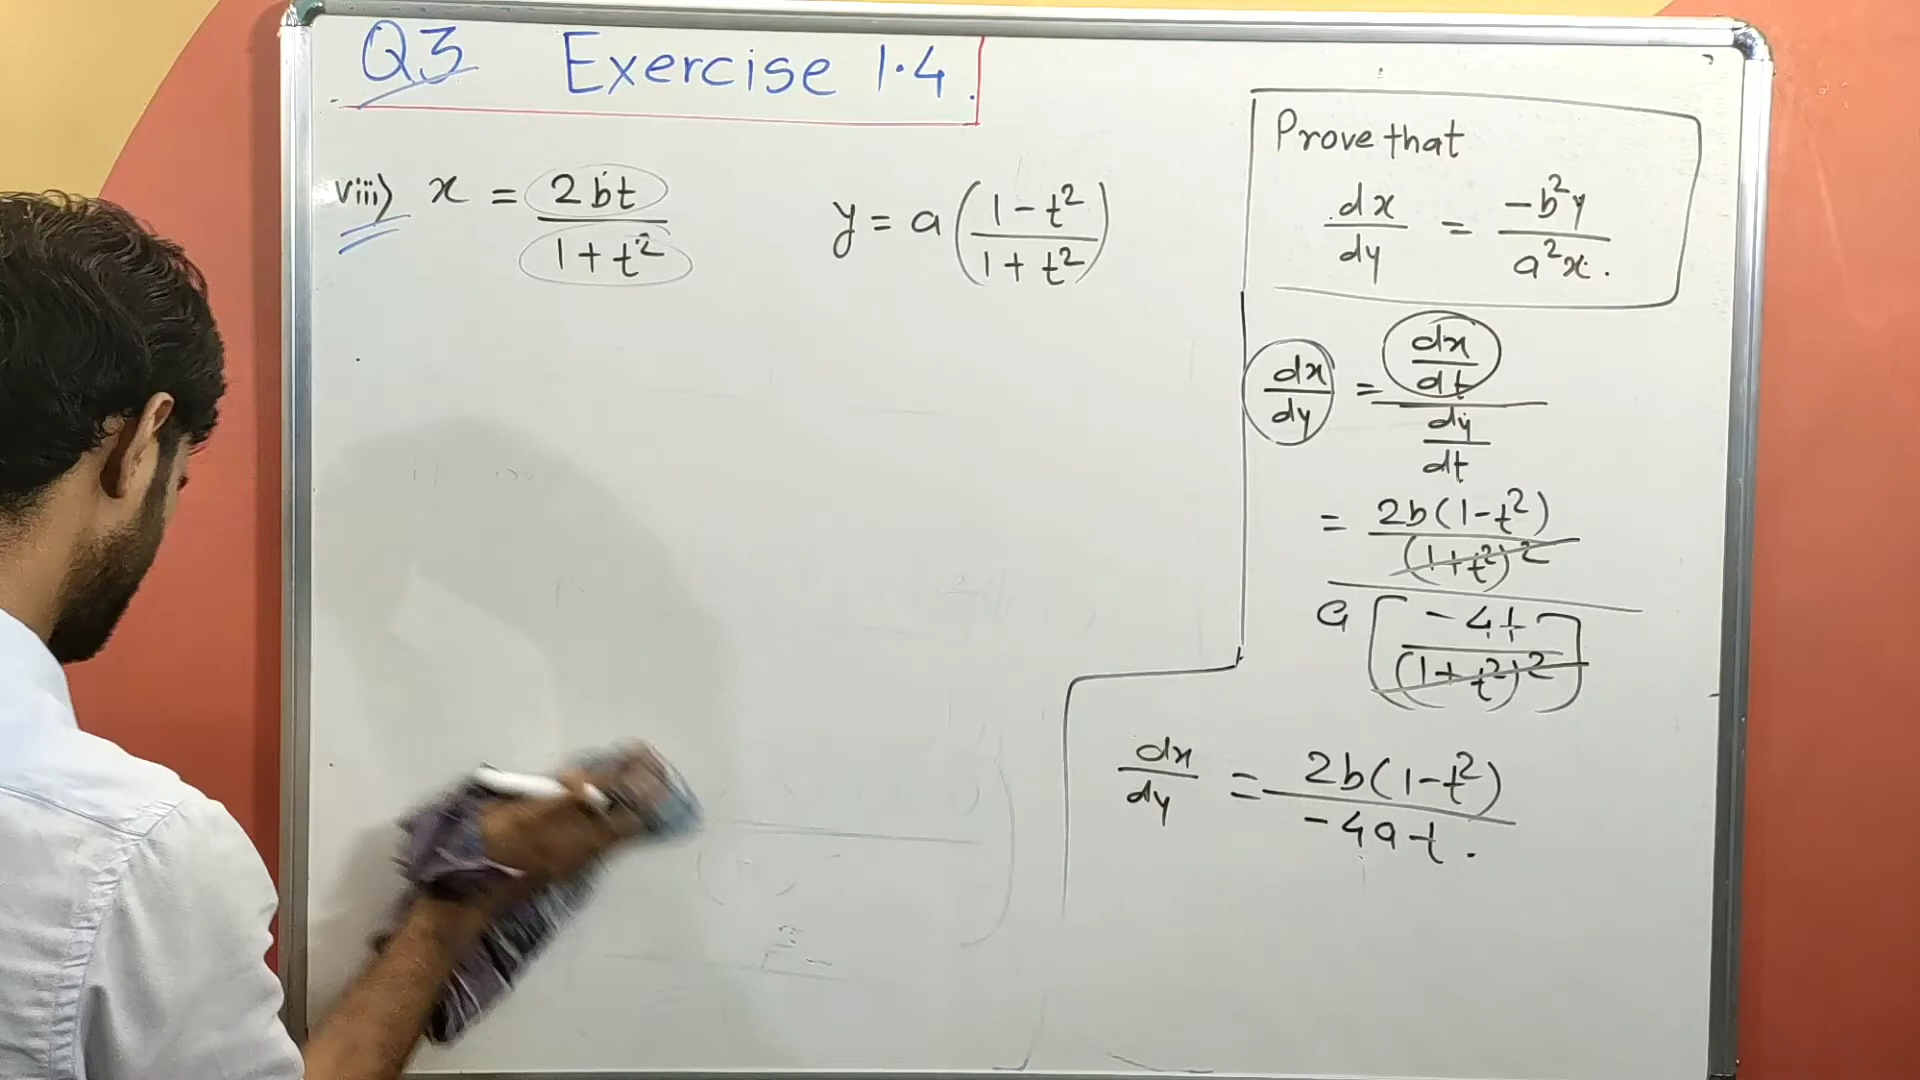 Q3 Exercise 1.4.
viii) x = 2bt / 1 + t² y = a ( 1 - t² / 1 + t² )
Prove that
dx / dy = -b²y / a²x.
dx / dy = dx / dt / dy / dt
= 2b(1-t²) / (1+t²)² / a [ -4t / (1+t²)² ]
dx / dy = 2b(1-t²) / -4at.